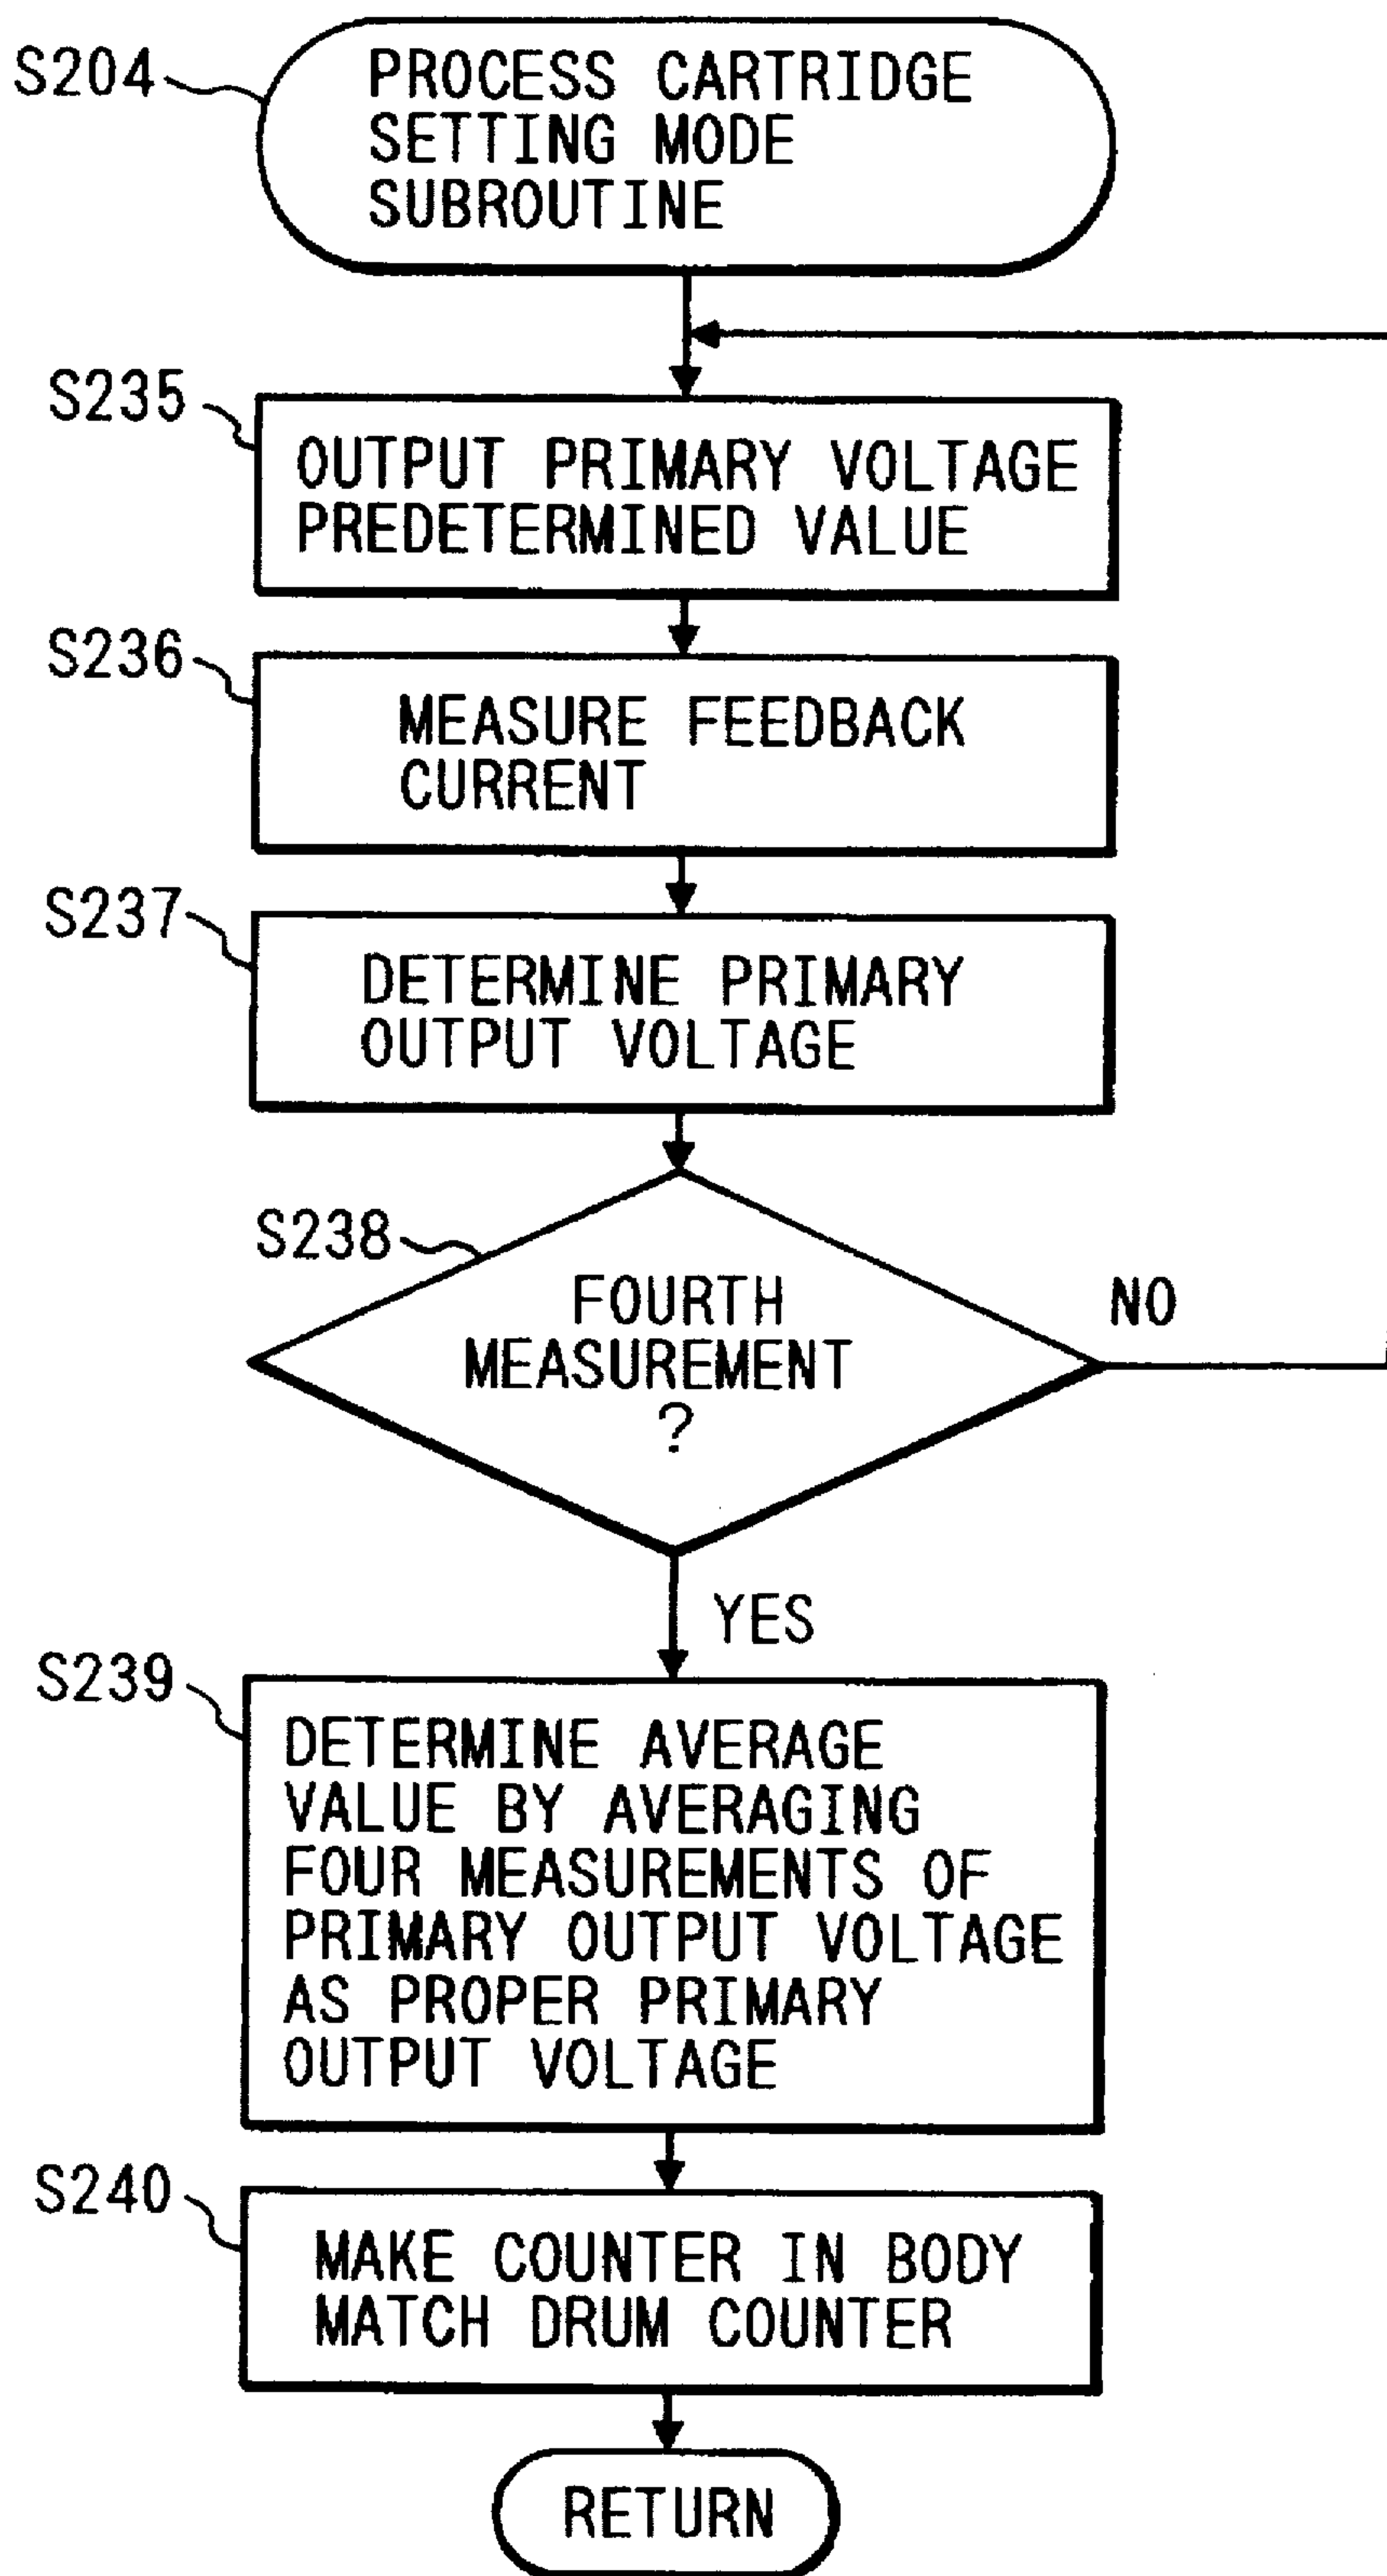 S204
PROCESS CARTRIDGE
SETTING MODE
SUBROUTINE
S235
OUTPUT PRIMARY VOLTAGE
PREDETERMINED VALUE
S236
MEASURE FEEDBACK
CURRENT
S237
DETERMINE PRIMARY
OUTPUT VOLTAGE
S238
FOURTH
MEASUREMENT
?
NO
YES
S239
DETERMINE AVERAGE
VALUE BY AVERAGING
FOUR MEASUREMENTS OF
PRIMARY OUTPUT VOLTAGE
AS PROPER PRIMARY
OUTPUT VOLTAGE
S240
MAKE COUNTER IN BODY
MATCH DRUM COUNTER
RETURN